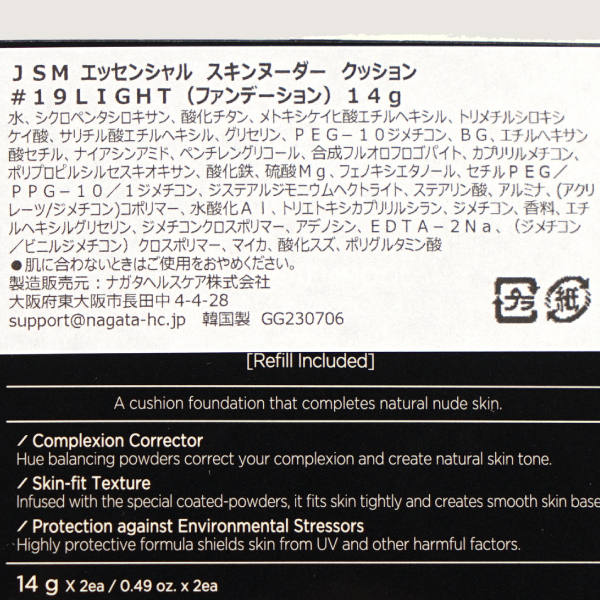 ＪＳＭ エッセンシャル スキンヌーダー クッション
＃１９ＬＩＧＨＴ（ファンデーション）１４ｇ
水、シクロペンタシロキサン、酸化チタン、メトキシケイヒ酸エチルヘキシル、トリメチルシロキシ
ケイ酸、サリチル酸エチルヘキシル、グリセリン、ＰＥＧ－１０ジメチコン、ＢＧ、エチルヘキサン
酸セチル、ナイアシンアミド、ペンチレングリコール、合成フルオロフロゴパイト、カプリリルメチコン、
ポリプロピルシルセスキオキサン、酸化鉄、硫酸Ｍｇ、フェノキシエタノール、セチルＰＥＧ／
ＰＰＧ－１０／１ジメチコン、ジステアルジモニウムヘクトライト、ステアリン酸、アルミナ、(アクリ
レーツ/ジメチコン)コポリマー、水酸化Ａｌ、トリエトキシカプリリルシラン、ジメチコン、香料、エチ
ルヘキシルグリセリン、ジメチコンクロスポリマー、アデノシン、ＥＤＴＡ－２Ｎａ、（ジメチコン
／ビニルジメチコン）クロスポリマー、マイカ、酸化スズ、ポリグルタミン酸
●肌に合わないときはご使用をおやめください。
製造販売元：ナガタヘルスケア株式会社
大阪府東大阪市長田中4-4-28
support@nagata-hc.jp 韓国製 GG230706
プラ
紙
[Refill Included]
A cushion foundation that completes natural nude skin.
/ Complexion Corrector
Hue balancing powders correct your complexion and create natural skin tone.
/ Skin-fit Texture
Infused with the special coated-powders, it fits skin tightly and creates smooth skin base
/ Protection against Environmental Stressors
Highly protective formula shields skin from UV and other harmful factors.
14 g X 2ea / 0.49 oz. x 2ea